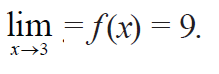 lim x→3 = f(x) = 9.